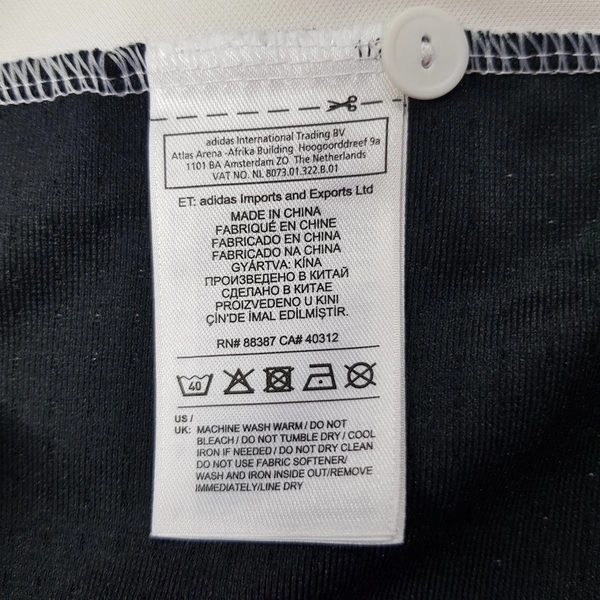 adidas International Trading BV
Atlas Arena -Afrika Building Hoogoorddreef 9a
1101 BA Amsterdam ZO The Netherlands
VAT NO. NL 8073.01.322.B.01
ET: adidas Imports and Exports Ltd
MADE IN CHINA
FABRIQUÉ EN CHINE
FABRICADO EN CHINA
FABRICADO NA CHINA
GYÁRTVA: KÍNA
ПРОИЗВЕДЕНО В КИТАЙ
СДЕЛАНО В КИТАЕ
PROIZVEDENO U KINI
ÇİN'DE İMAL EDİLMİŞTİR.
RN# 88387 CA# 40312
40
US /
UK: MACHINE WASH WARM / DO NOT
BLEACH / DO NOT TUMBLE DRY / COOL
IRON IF NEEDED / DO NOT DRY CLEAN
DO NOT USE FABRIC SOFTENER/
WASH AND IRON INSIDE OUT/REMOVE
IMMEDIATELY/LINE DRY